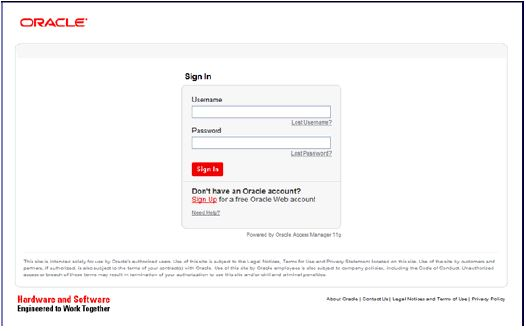 ORACLE
Sign In
Username
Lost Username?
Password
Lost Password?
Sign In
Don't have an Oracle account?
Sign Up for a free Oracle Web account
Need Help?
Powered by Oracle Access Manager 11g
This site is intended solely for use by Oracle's authorized users. Use of this site is subject to the Legal Notices, Terms for Use and Privacy Statement located on this site. Use of the site by customers and
partners, if authorized, is also subject to the terms of your contract(s) with Oracle. Use of this site by Oracle employees is also subject to company policies, including the Code of Conduct. Unauthorized
access or breach of these terms may result in termination of your authorization to use this site and/or civil and criminal penalties.
Hardware and Software
Engineered to Work Together
About Oracle | Contact Us | Legal Notices and Terms of Use | Privacy Policy